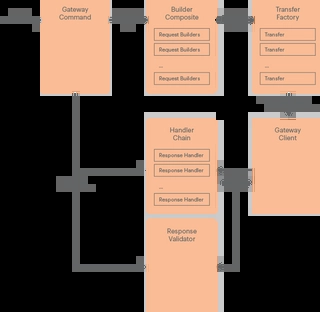 Gateway
Command
Builder
Composite
Request Builders
Request Builders
...
Request Builders
Transfer
Factory
Transfer
Transfer
...
Transfer
Handler
Chain
Response Handler
Response Handler
...
Response Handler
Gateway
Client
Response
Validator